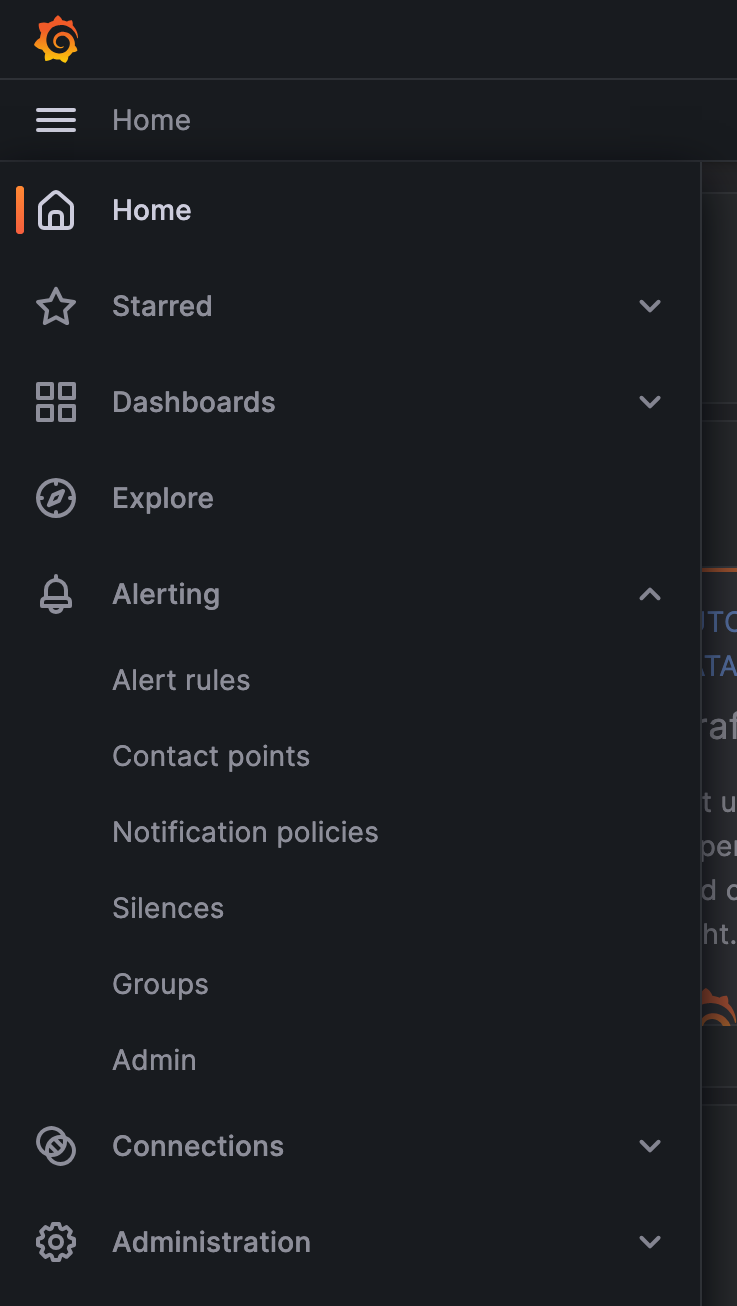 Home
Home
Starred
Dashboards
Explore
Alerting
Alert rules
Contact points
Notification policies
Silences
Groups
Admin
Connections
Administration